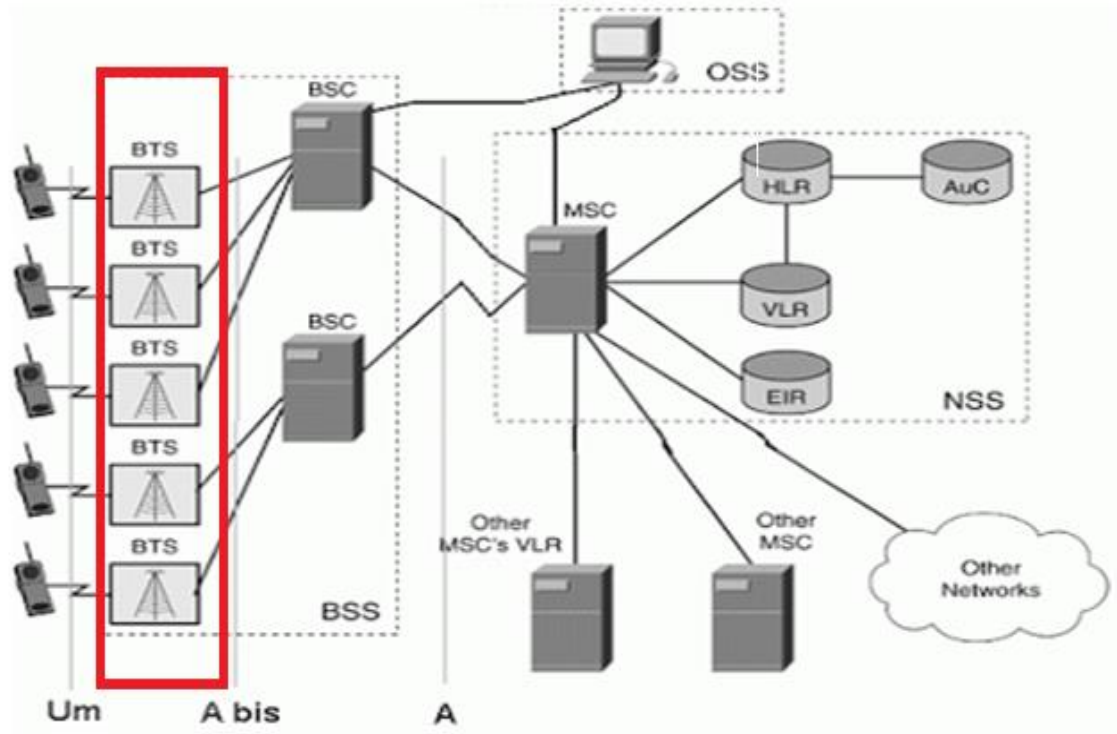 OSS
BSC
BTS
HLR
AuC
MSC
BTS
VLR
BSC
BTS
EIR
NSS
BTS
Other
MSC's VLR
Other
MSC
BTS
Other
Networks
BSS
Um
A bis
A